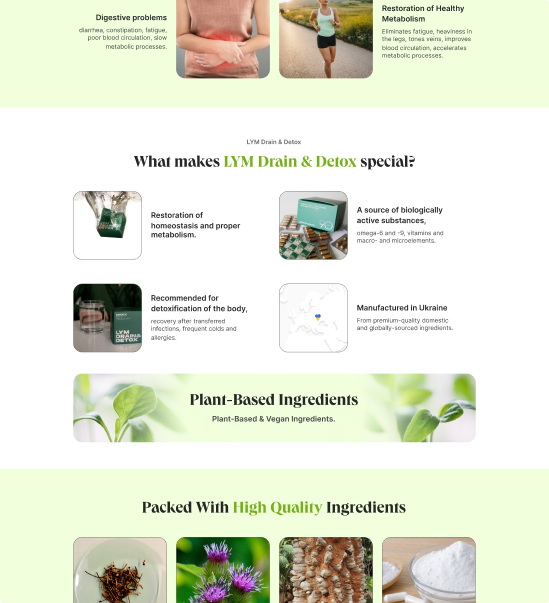 Digestive problems
diarrhea, constipation, fatigue,
poor blood circulation, slow
metabolic processes.
Restoration of Healthy
Metabolism
Eliminates fatigue, heaviness in
the legs, tones veins, improves
blood circulation, accelerates
metabolic processes.
LYM Drain & Detox
What makes LYM Drain & Detox special?
Restoration of
homeostasis and proper
metabolism.
A source of biologically
active substances,
omega-6 and -9, vitamins and
macro- and microelements.
90
Recommended for
detoxification of the body,
recovery after transferred
infections, frequent colds and
allergies.
LYM
DRAIN&
DETOX
Manufactured in Ukraine
From premium-quality domestic
and globally-sourced ingredients.
Plant-Based Ingredients
Plant-Based & Vegan Ingredients.
Packed With High Quality Ingredients